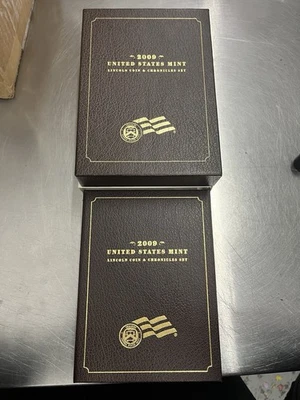 2009
UNITED STATES MINT
LINCOLN COIN & CHRONICLES SET
2009
UNITED STATES MINT
LINCOLN COIN & CHRONICLES SET